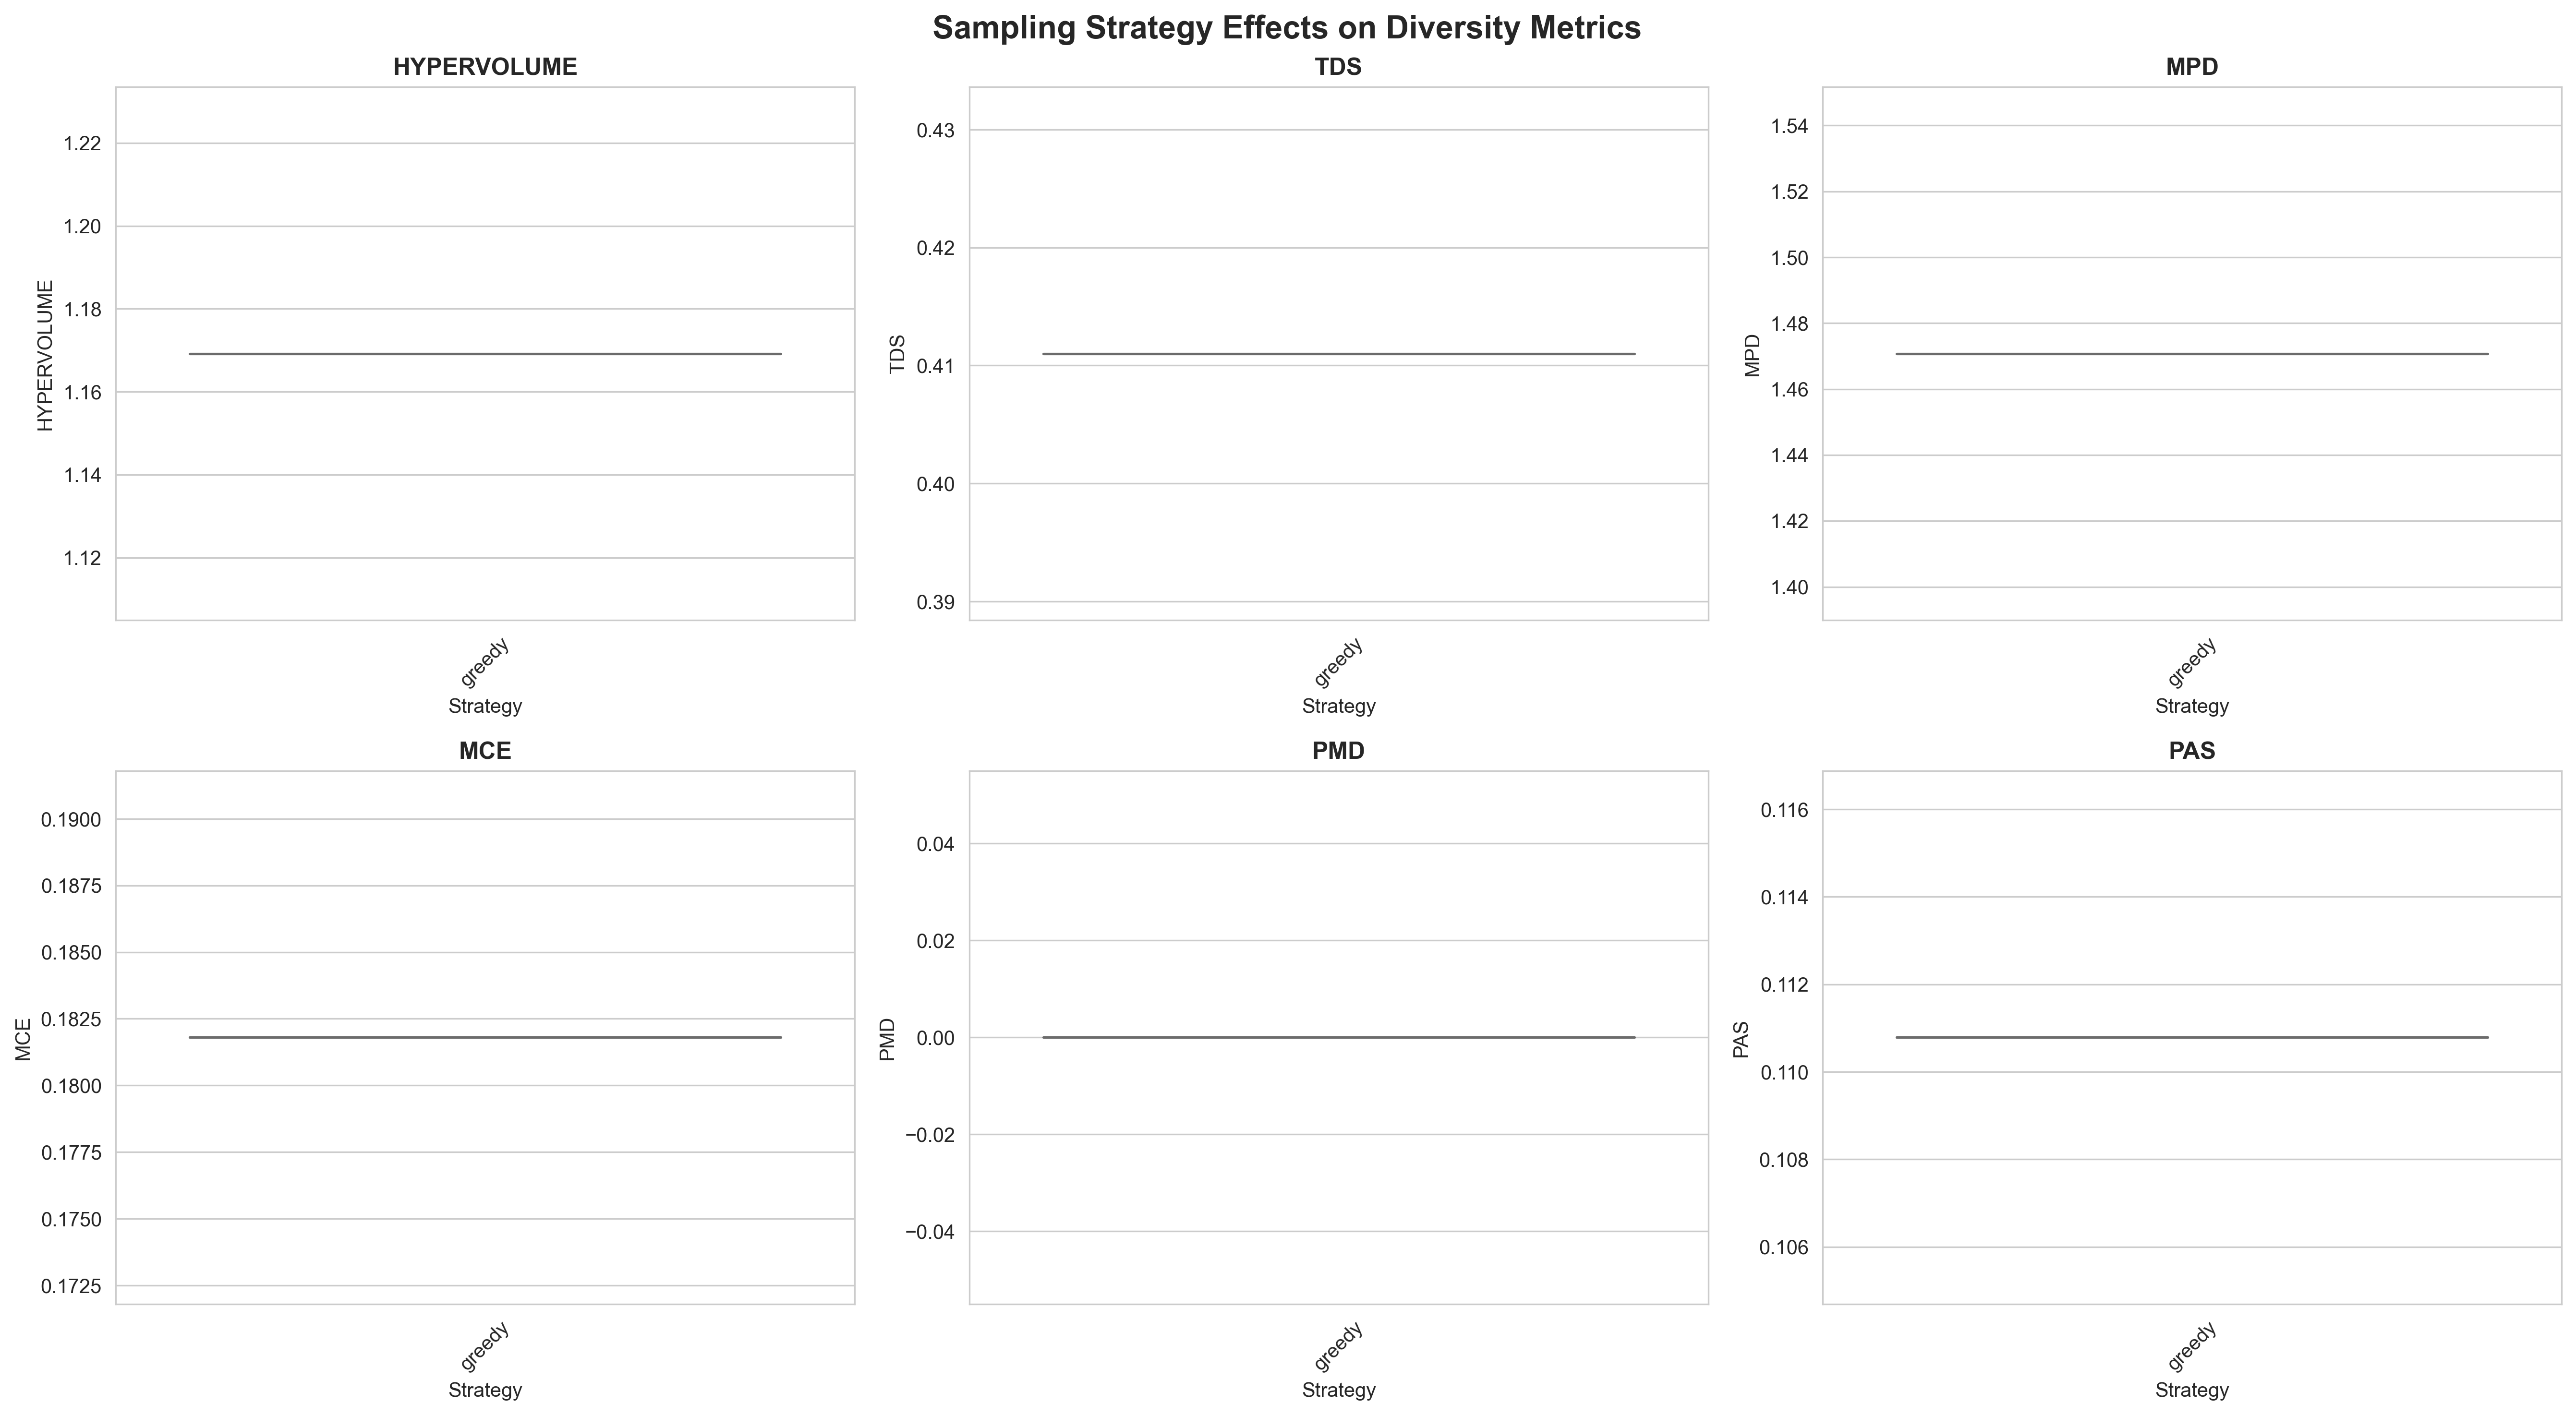 Sampling Strategy Effects on Diversity Metrics
HYPERVOLUME
HYPERVOLUME
1.22
1.20
1.18
1.16
1.14
1.12
greedy
Strategy
TDS
TDS
0.43
0.42
0.41
0.40
0.39
greedy
Strategy
MPD
MPD
1.54
1.52
1.50
1.48
1.46
1.44
1.42
1.40
greedy
Strategy
MCE
MCE
0.1900
0.1875
0.1850
0.1825
0.1800
0.1775
0.1750
0.1725
greedy
Strategy
PMD
PMD
0.04
0.02
0.00
−0.02
−0.04
greedy
Strategy
PAS
PAS
0.116
0.114
0.112
0.110
0.108
0.106
greedy
Strategy